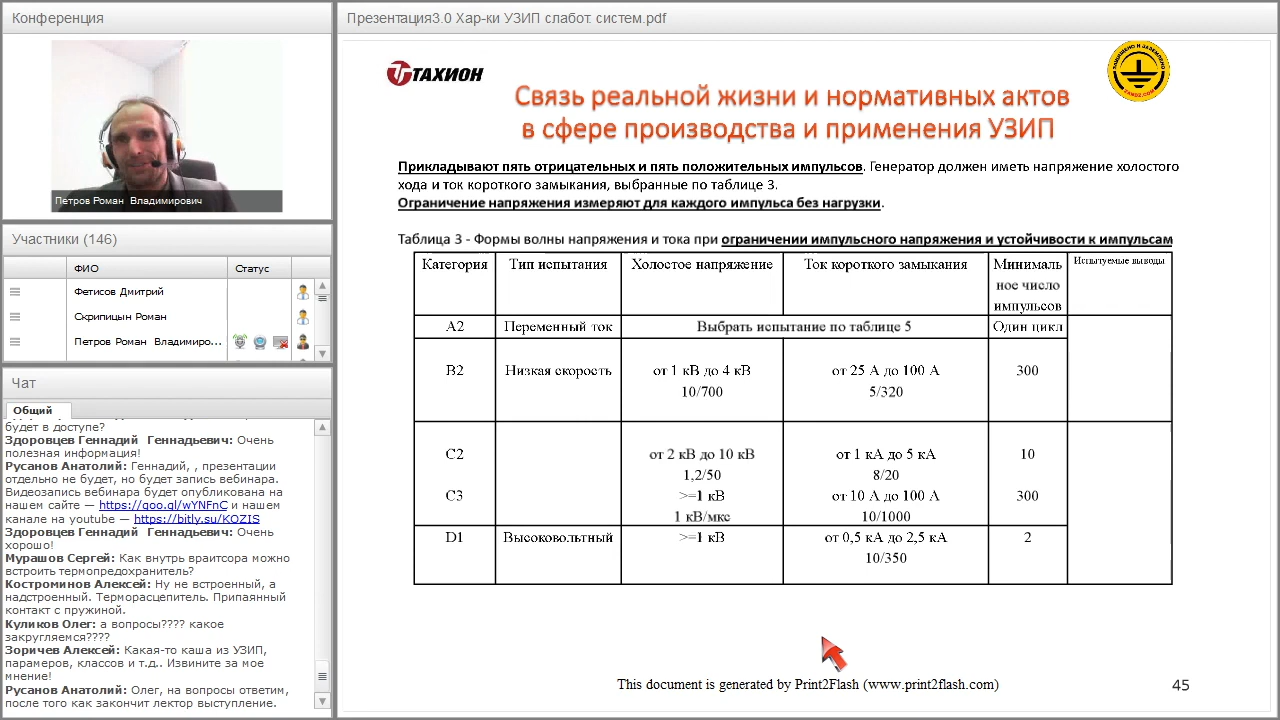 Конференция
Петров Роман Владимирович
Участники (146)
ФИО
Статус
Фетисов Дмитрий
Скрипицын Роман
Петров Роман Владимиро...
Чат
Общий
будет в доступе?
Здоровцев Геннадий Геннадьевич: Очень
полезная информация!
Русанов Анатолий: Геннадий, , презентации
отдельно не будет, но будет запись вебинара.
Видеозапись вебинара будет опубликована на
нашем сайте — https://goo.gl/wYNFnC и нашем
канале на youtube — https://bitly.su/KOZIS
Здоровцев Геннадий Геннадьевич: Очень
хорошо!
Мурашов Сергей: Как внутрь враитсора можно
встроить термопредохранитель?
Костроминов Алексей: Ну не встроенный, а
надстроенный. Терморасцепитель. Припаянный
контакт с пружиной.
Куликов Олег: а вопросы???? какое
закругляемся????
Зоричев Алексей: Какая-то каша из УЗИП,
парамеров, классов и т.д.. Извините за мое
мнение!
Русанов Анатолий: Олег, на вопросы ответим,
после того как закончит лектор выступление.
Презентация3.0 Хар-ки УЗИП слабот. систем.pdf
ТАХИОН
Связь реальной жизни и нормативных актов
в сфере производства и применения УЗИП
Прикладывают пять отрицательных и пять положительных импульсов. Генератор должен иметь напряжение холостого
хода и ток короткого замыкания, выбранные по таблице 3.
Ограничение напряжения измеряют для каждого импульса без нагрузки.
Таблица 3 - Формы волны напряжения и тока при ограничении импульсного напряжения и устойчивости к импульсам
Категория
Тип испытания
Холостое напряжение
Ток короткого замыкания
Минималь
ное число
импульсов
Испытуемые выводы
A2
Переменный ток
Выбрать испытание по таблице 5
Один цикл
B2
Низкая скорость
от 1 кВ до 4 кВ
10/700
от 25 А до 100 А
5/320
300
C2
от 2 кВ до 10 кВ
1,2/50
от 1 кА до 5 кА
8/20
10
C3
>=1 кВ
1 кВ/мкс
от 10 А до 100 А
10/1000
300
D1
Высоковольтный
>=1 кВ
от 0,5 кА до 2,5 кА
10/350
2
This document is generated by Print2Flash (www.print2flash.com)
45